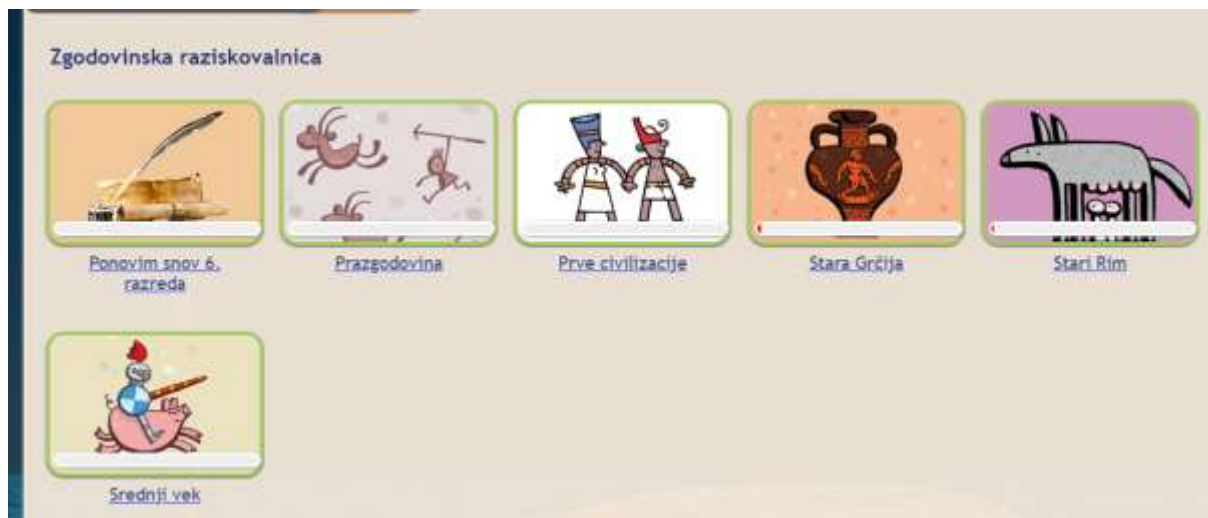 Zgodovinska raziskovalnica
Ponovim snov 6.
razreda
Prazgodovina
Prve civilizacije
Stara Grčija
Stari Rim
Srednji vek